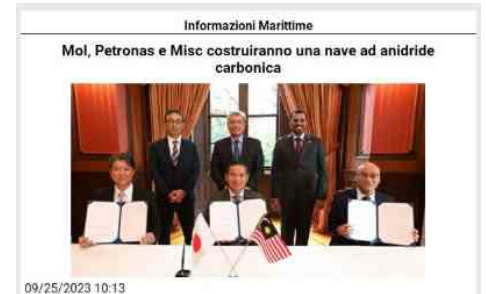 Informazioni Marittime
Mol, Petronas e Misc costruiranno una nave ad anidride
carbonica
09/25/2023 10:13